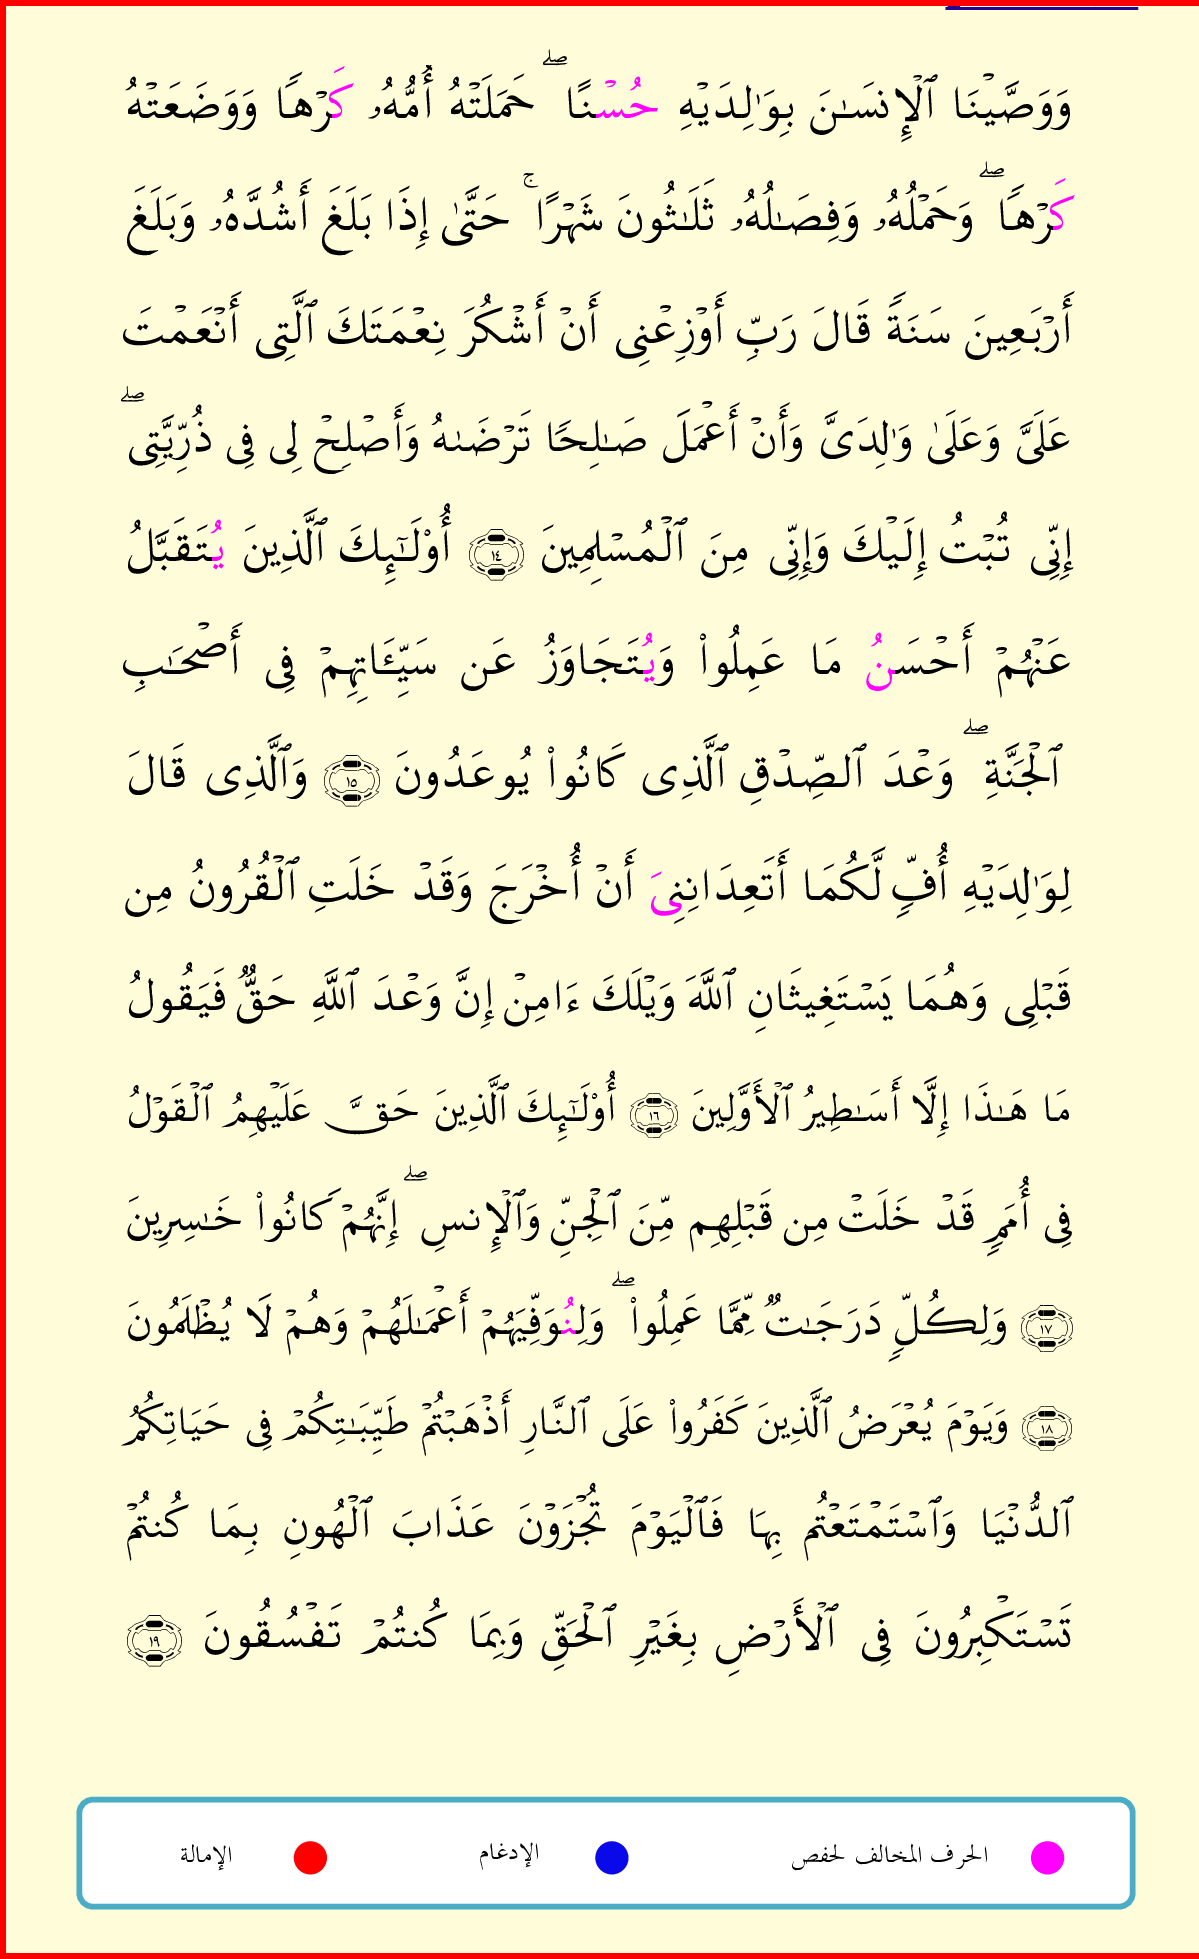 وَوَصَّيْنَا ٱلْإِنسَـٰنَ بِوَٰلِدَيْهِ حُسْنًا ۖ حَمَلَتْهُ أُمُّهُۥ كَرْهًا وَوَضَعَتْهُ
كَرْهًا ۖ وَحَمْلُهُۥ وَفِصَـٰلُهُۥ ثَلَـٰثُونَ شَهْرًا ۚ حَتَّىٰ إِذَا بَلَغَ أَشُدَّهُۥ وَبَلَغَ
أَرْبَعِينَ سَنَةً قَالَ رَبِّ أَوْزِعْنِى أَنْ أَشْكُرَ نِعْمَتَكَ ٱلَّتِى أَنْعَمْتَ
عَلَىَّ وَعَلَىٰ وَٰلِدَىَّ وَأَنْ أَعْمَلَ صَـٰلِحًا تَرْضَىٰهُ وَأَصْلِحْ لِى فِى ذُرِّيَّتِى ۖ
إِنِّى تُبْتُ إِلَيْكَ وَإِنِّى مِنَ ٱلْمُسْلِمِينَ ١٤ أُو۟لَـٰٓئِكَ ٱلَّذِينَ يُتَقَبَّلُ
عَنْهُمْ أَحْسَنُ مَا عَمِلُوا۟ وَيُتَجَاوَزُ عَن سَيِّـَٔاتِهِمْ فِى أَصْحَـٰبِ
ٱلْجَنَّةِ ۖ وَعْدَ ٱلصِّدْقِ ٱلَّذِى كَانُوا۟ يُوعَدُونَ ١٥ وَٱلَّذِى قَالَ
لِوَٰلِدَيْهِ أُفٍّ لَّكُمَا أَتَعِدَانِنِىَ أَنْ أُخْرَجَ وَقَدْ خَلَتِ ٱلْقُرُونُ مِن
قَبْلِى وَهُمَا يَسْتَغِيثَانِ ٱللَّهَ وَيْلَكَ ءَامِنْ إِنَّ وَعْدَ ٱللَّهِ حَقٌّ فَيَقُولُ
مَا هَـٰذَا إِلَّا أَسَـٰطِيرُ ٱلْأَوَّلِينَ ١٦ أُو۟لَـٰٓئِكَ ٱلَّذِينَ حَقَّ عَلَيْهِمُ ٱلْقَوْلُ
فِى أُمَمٍ قَدْ خَلَتْ مِن قَبْلِهِم مِّنَ ٱلْجِنِّ وَٱلْإِنسِ ۖ إِنَّهُمْ كَانُوا۟ خَـٰسِرِينَ
١٧ وَلِكُلٍّ دَرَجَـٰتٌ مِّمَّا عَمِلُوا۟ ۖ وَلِنُوَفِّيَهُمْ أَعْمَـٰلَهُمْ وَهُمْ لَا يُظْلَمُونَ
١٨ وَيَوْمَ يُعْرَضُ ٱلَّذِينَ كَفَرُوا۟ عَلَى ٱلنَّارِ أَذْهَبْتُمْ طَيِّبَـٰتِكُمْ فِى حَيَاتِكُمُ
ٱلدُّنْيَا وَٱسْتَمْتَعْتُم بِهَا فَٱلْيَوْمَ تُجْزَوْنَ عَذَابَ ٱلْهُونِ بِمَا كُنتُمْ
تَسْتَكْبِرُونَ فِى ٱلْأَرْضِ بِغَيْرِ ٱلْحَقِّ وَبِمَا كُنتُمْ تَفْسُقُونَ ١٩
الحرف المخالف لحفص الإدغام الإمالة